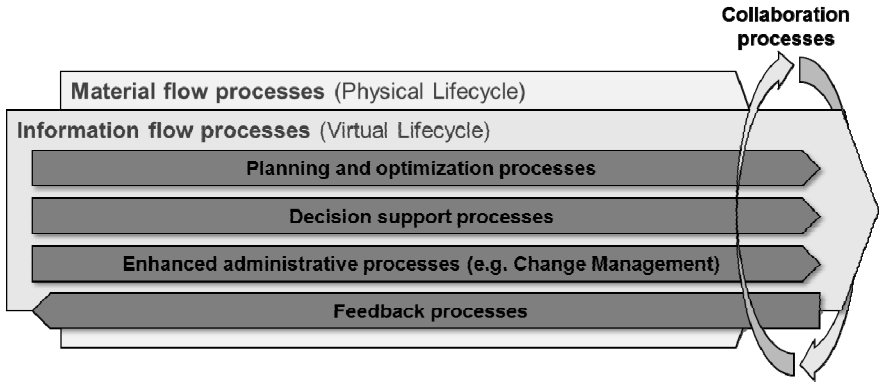 Collaboration
processes
Material flow processes (Physical Lifecycle)
Information flow processes (Virtual Lifecycle)
Planning and optimization processes
Decision support processes
Enhanced administrative processes (e.g. Change Management)
Feedback processes